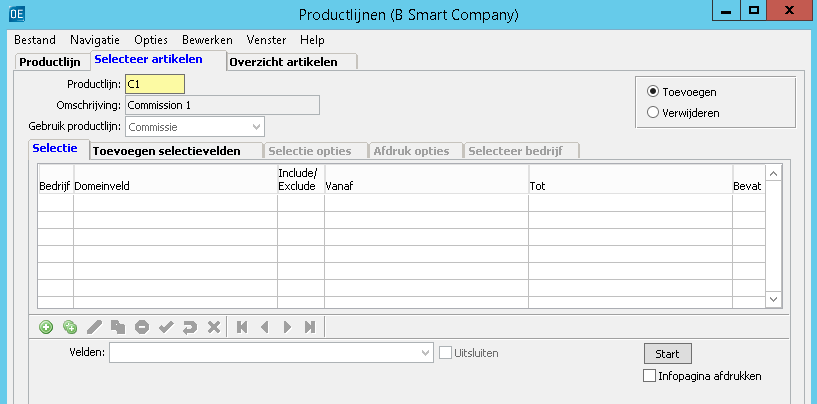 OE
Productlijnen (B Smart Company)
Bestand Navigatie Opties Bewerken Venster Help
Productlijn Selecteer artikelen Overzicht artikelen
Productlijn: C1
Omschrijving: Commission 1
Gebruik productlijn: Commissie
Toevoegen
Verwijderen
Selectie Toevoegen selectievelden Selectie opties Afdruk opties Selecteer bedrijf
Bedrijf Domeinveld Include/ Exclude Vanaf Tot Bevat
Velden: Uitsluiten Start
Infopagina afdrukken